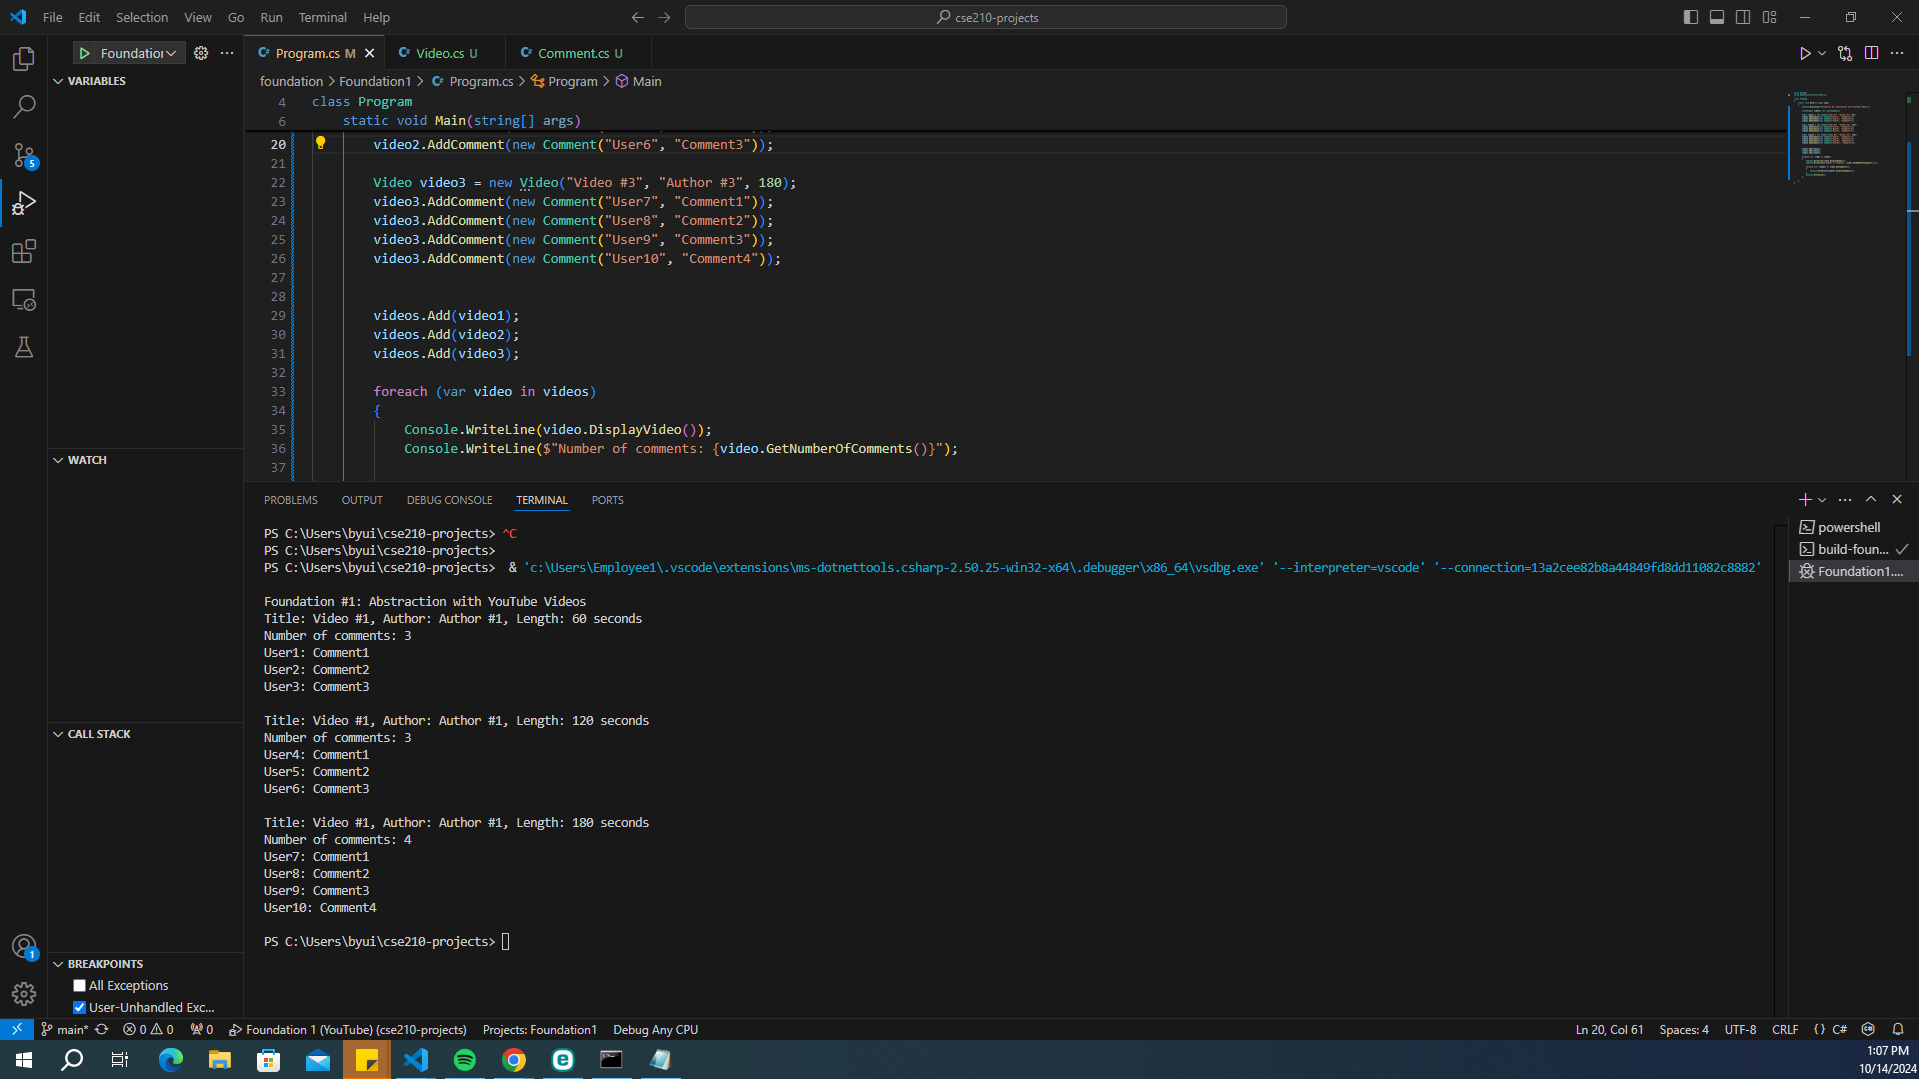 File Edit Selection View Go Run Terminal Help
cse210-projects
Foundation
Program.cs M
Video.cs U
Comment.cs U
VARIABLES
foundation > Foundation1 > Program.cs > Program > Main
4 class Program
6 static void Main(string[] args)
20 video2.AddComment(new Comment("User6", "Comment3"));
21
22 Video video3 = new Video("Video #3", "Author #3", 180);
23 video3.AddComment(new Comment("User7", "Comment1"));
24 video3.AddComment(new Comment("User8", "Comment2"));
25 video3.AddComment(new Comment("User9", "Comment3"));
26 video3.AddComment(new Comment("User10", "Comment4"));
27
28
29 videos.Add(video1);
30 videos.Add(video2);
31 videos.Add(video3);
32
33 foreach (var video in videos)
34 {
35 Console.WriteLine(video.DisplayVideo());
36 Console.WriteLine($"Number of comments: {video.GetNumberOfComments()}");
37
WATCH
CALL STACK
BREAKPOINTS
All Exceptions
User-Unhandled Exc...
5
1
PROBLEMS OUTPUT DEBUG CONSOLE TERMINAL PORTS
PS C:\Users\byui\cse210-projects> ^C
PS C:\Users\byui\cse210-projects>
PS C:\Users\byui\cse210-projects> & 'c:\Users\Employee1\.vscode\extensions\ms-dotnettools.csharp-2.50.25-win32-x64\.debugger\x86_64\vsdbg.exe' '--interpreter=vscode' '--connection=13a2cee82b8a44849fd8dd11082c8882'
Foundation #1: Abstraction with YouTube Videos
Title: Video #1, Author: Author #1, Length: 60 seconds
Number of comments: 3
User1: Comment1
User2: Comment2
User3: Comment3
Title: Video #1, Author: Author #1, Length: 120 seconds
Number of comments: 3
User4: Comment1
User5: Comment2
User6: Comment3
Title: Video #1, Author: Author #1, Length: 180 seconds
Number of comments: 4
User7: Comment1
User8: Comment2
User9: Comment3
User10: Comment4
PS C:\Users\byui\cse210-projects>
powershell
build-foun...
Foundation1....
main* 0 0 0 Foundation 1 (YouTube) (cse210-projects) Projects: Foundation1 Debug Any CPU
Ln 20, Col 61 Spaces: 4 UTF-8 CRLF {} C#
1:07 PM
10/14/2024